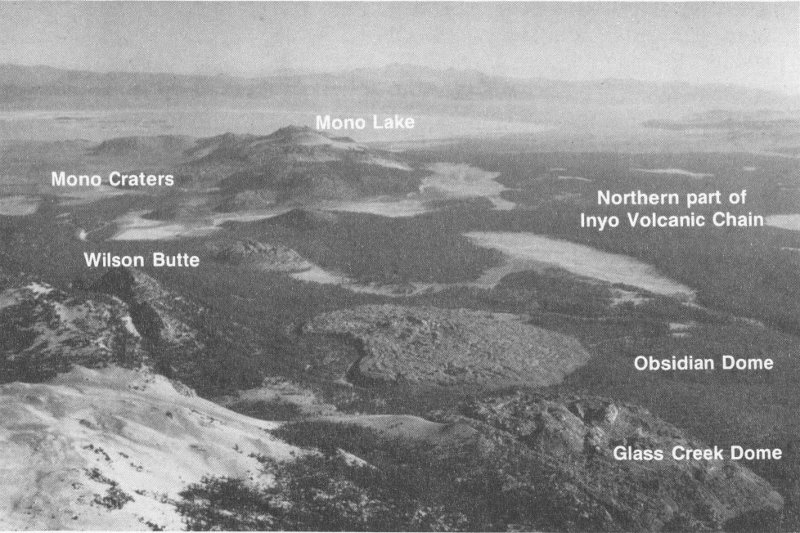 Mono Lake
Mono Craters
Northern part of
Inyo Volcanic Chain
Wilson Butte
Obsidian Dome
Glass Creek Dome